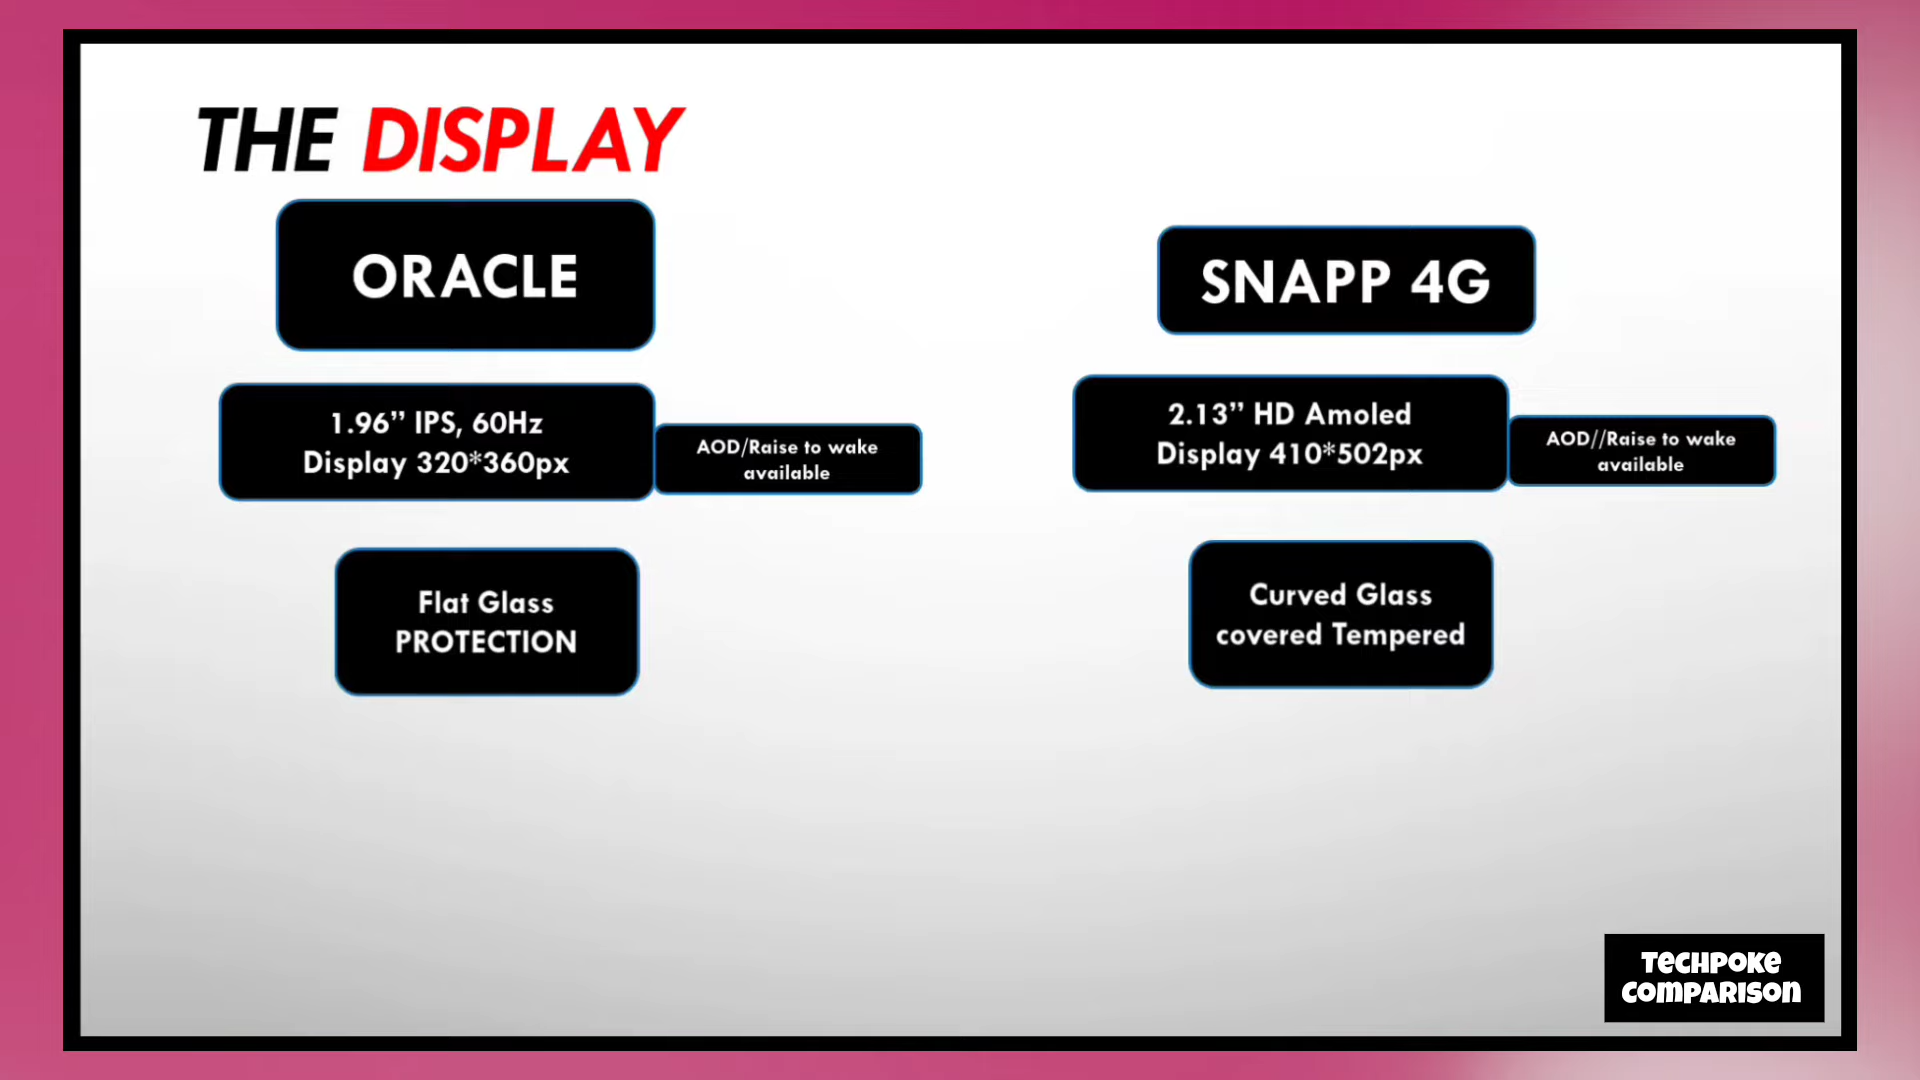 THE DISPLAY
ORACLE
1.96” IPS, 60Hz
Display 320*360px
AOD/Raise to wake
available
Flat Glass
PROTECTION
SNAPP 4G
2.13” HD Amoled
Display 410*502px
AOD//Raise to wake
available
Curved Glass
covered Tempered
TECHPOKE
COMPARISON